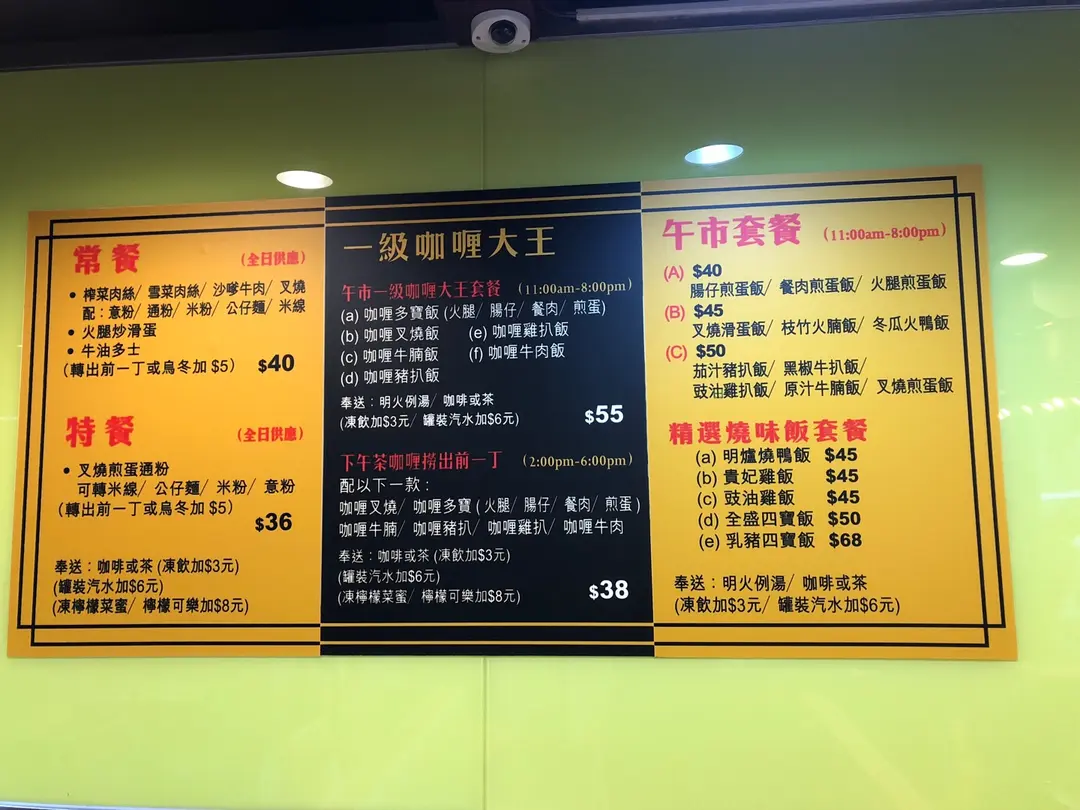 常餐 (全日供應)
• 榨菜肉絲/ 雪菜肉絲/ 沙嗲牛肉/ 叉燒
配：意粉/ 通粉/ 米粉/ 公仔麵/ 米線
• 火腿炒滑蛋
• 牛油多士
(轉出前一丁或烏冬加 $5) $40
特餐 (全日供應)
• 叉燒煎蛋通粉
可轉米線/ 公仔麵/ 米粉/ 意粉
(轉出前一丁或烏冬加 $5)
$36
奉送：咖啡或茶 (凍飲加$3元)
(罐裝汽水加$6元)
(凍檸檬菜蜜/ 檸檬可樂加$8元)
一級咖喱大王
午市一級咖喱大王套餐 (11:00am-8:00pm)
(a) 咖喱多寶飯 (火腿/ 腸仔/ 餐肉/ 煎蛋)
(b) 咖喱叉燒飯 (e) 咖喱雞扒飯
(c) 咖喱牛腩飯 (f) 咖喱牛肉飯
(d) 咖喱豬扒飯
奉送：明火例湯/ 咖啡或茶
(凍飲加$3元/ 罐裝汽水加$6元) $55
下午茶咖喱撈出前一丁 (2:00pm-6:00pm)
配以下一款：
咖喱叉燒/ 咖喱多寶 (火腿/ 腸仔/ 餐肉/ 煎蛋)
咖喱牛腩/ 咖喱豬扒/ 咖喱雞扒/ 咖喱牛肉
奉送：咖啡或茶 (凍飲加$3元)
(罐裝汽水加$6元)
(凍檸檬菜蜜/ 檸檬可樂加$8元) $38
午市套餐 (11:00am-8:00pm)
(A) $40
腸仔煎蛋飯/ 餐肉煎蛋飯/ 火腿煎蛋飯
(B) $45
叉燒滑蛋飯/ 枝竹火腩飯/ 冬瓜火鴨飯
(C) $50
茄汁豬扒飯/ 黑椒牛扒飯/
豉油雞扒飯/ 原汁牛腩飯/ 叉燒煎蛋飯
精選燒味飯套餐
(a) 明爐燒鴨飯 $45
(b) 貴妃雞飯 $45
(c) 豉油雞飯 $45
(d) 全盛四寶飯 $50
(e) 乳豬四寶飯 $68
奉送：明火例湯/ 咖啡或茶
(凍飲加$3元/ 罐裝汽水加$6元)